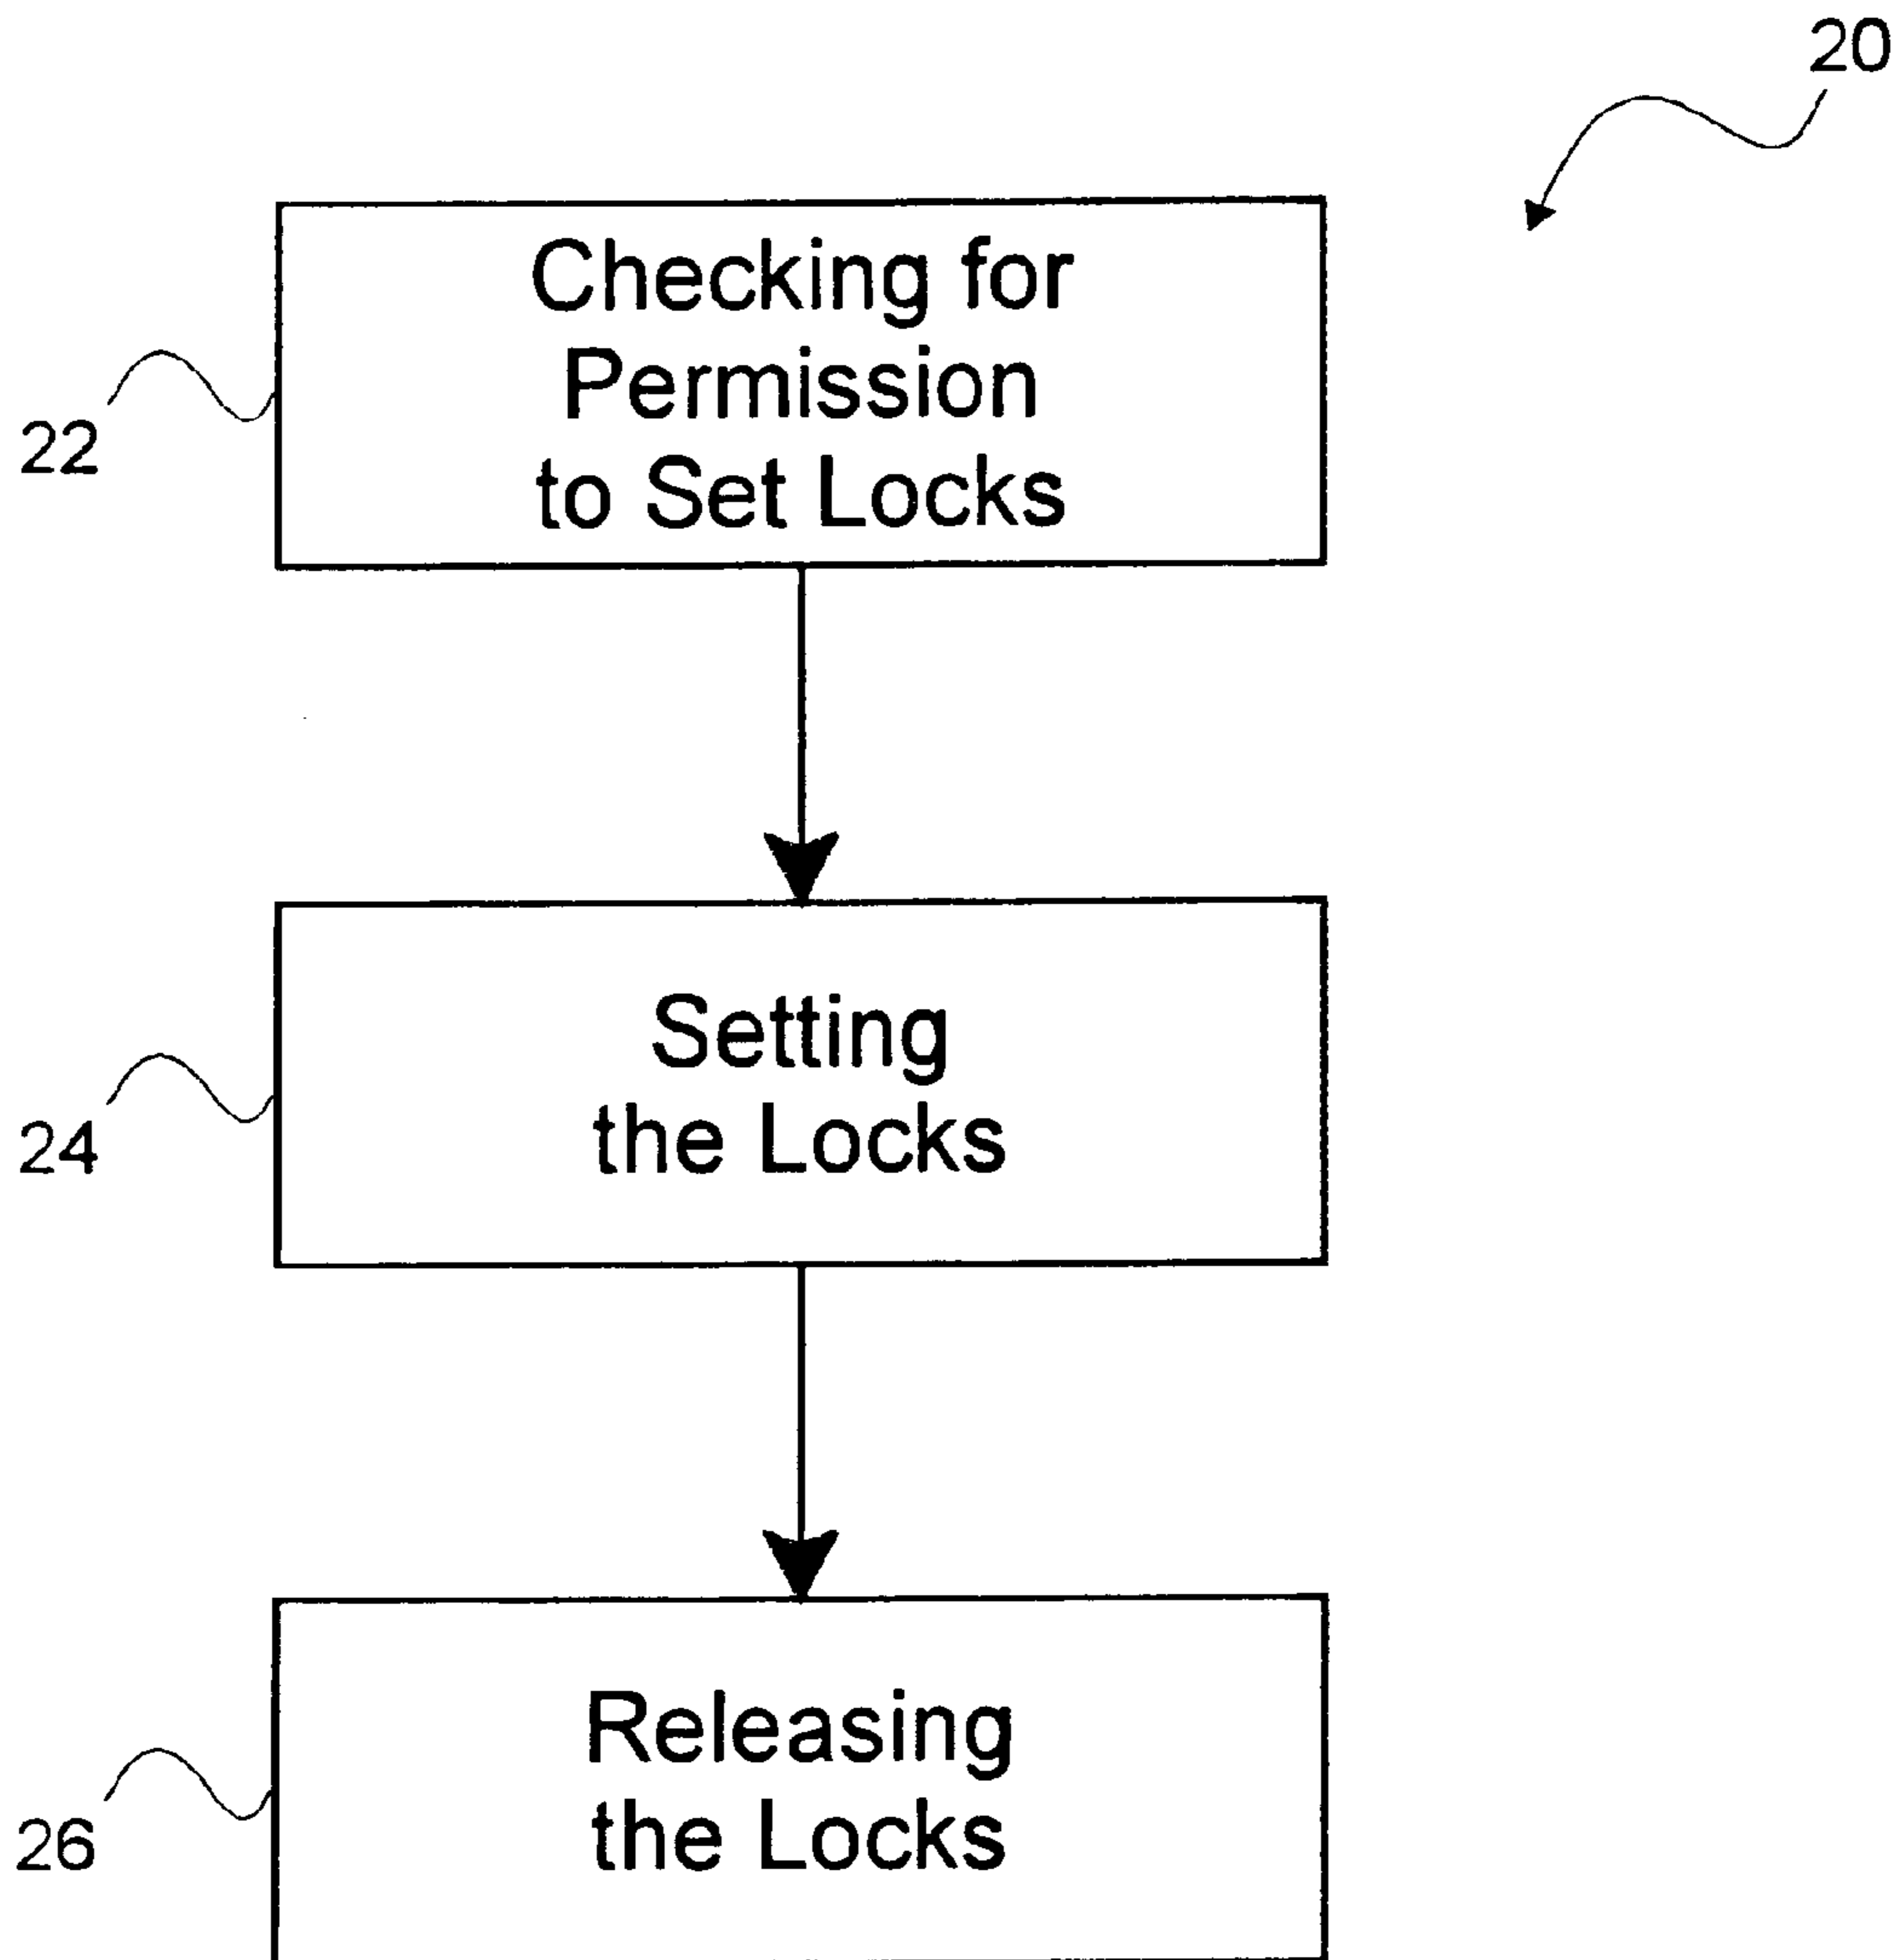 20
Checking for
Permission
to Set Locks
22
Setting
the Locks
24
Releasing
the Locks
26